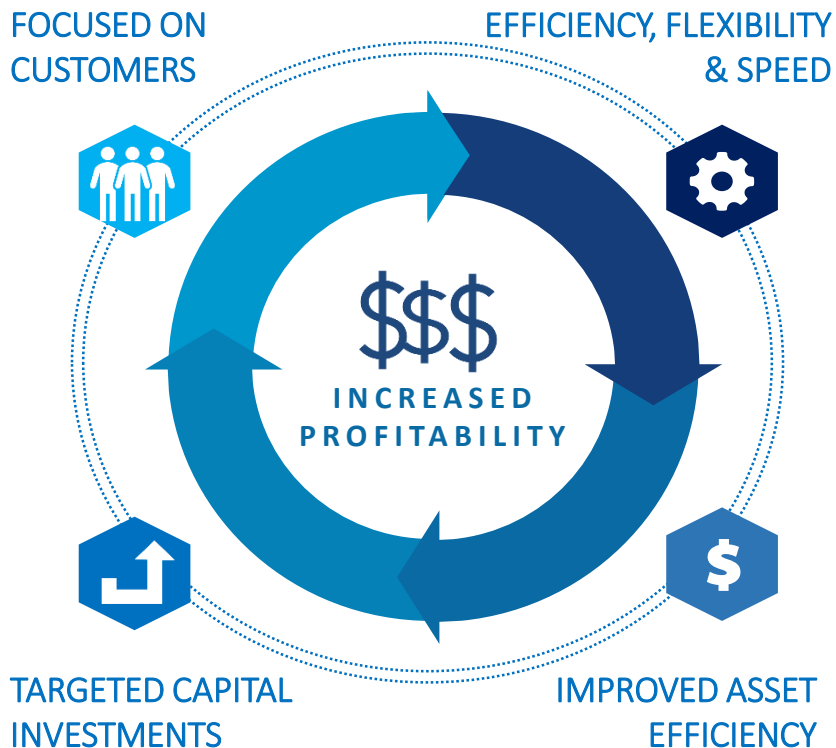 FOCUSED ON
CUSTOMERS
EFFICIENCY, FLEXIBILITY
& SPEED
$$$
INCREASED
PROFITABILITY
$
TARGETED CAPITAL
INVESTMENTS
IMPROVED ASSET
EFFICIENCY